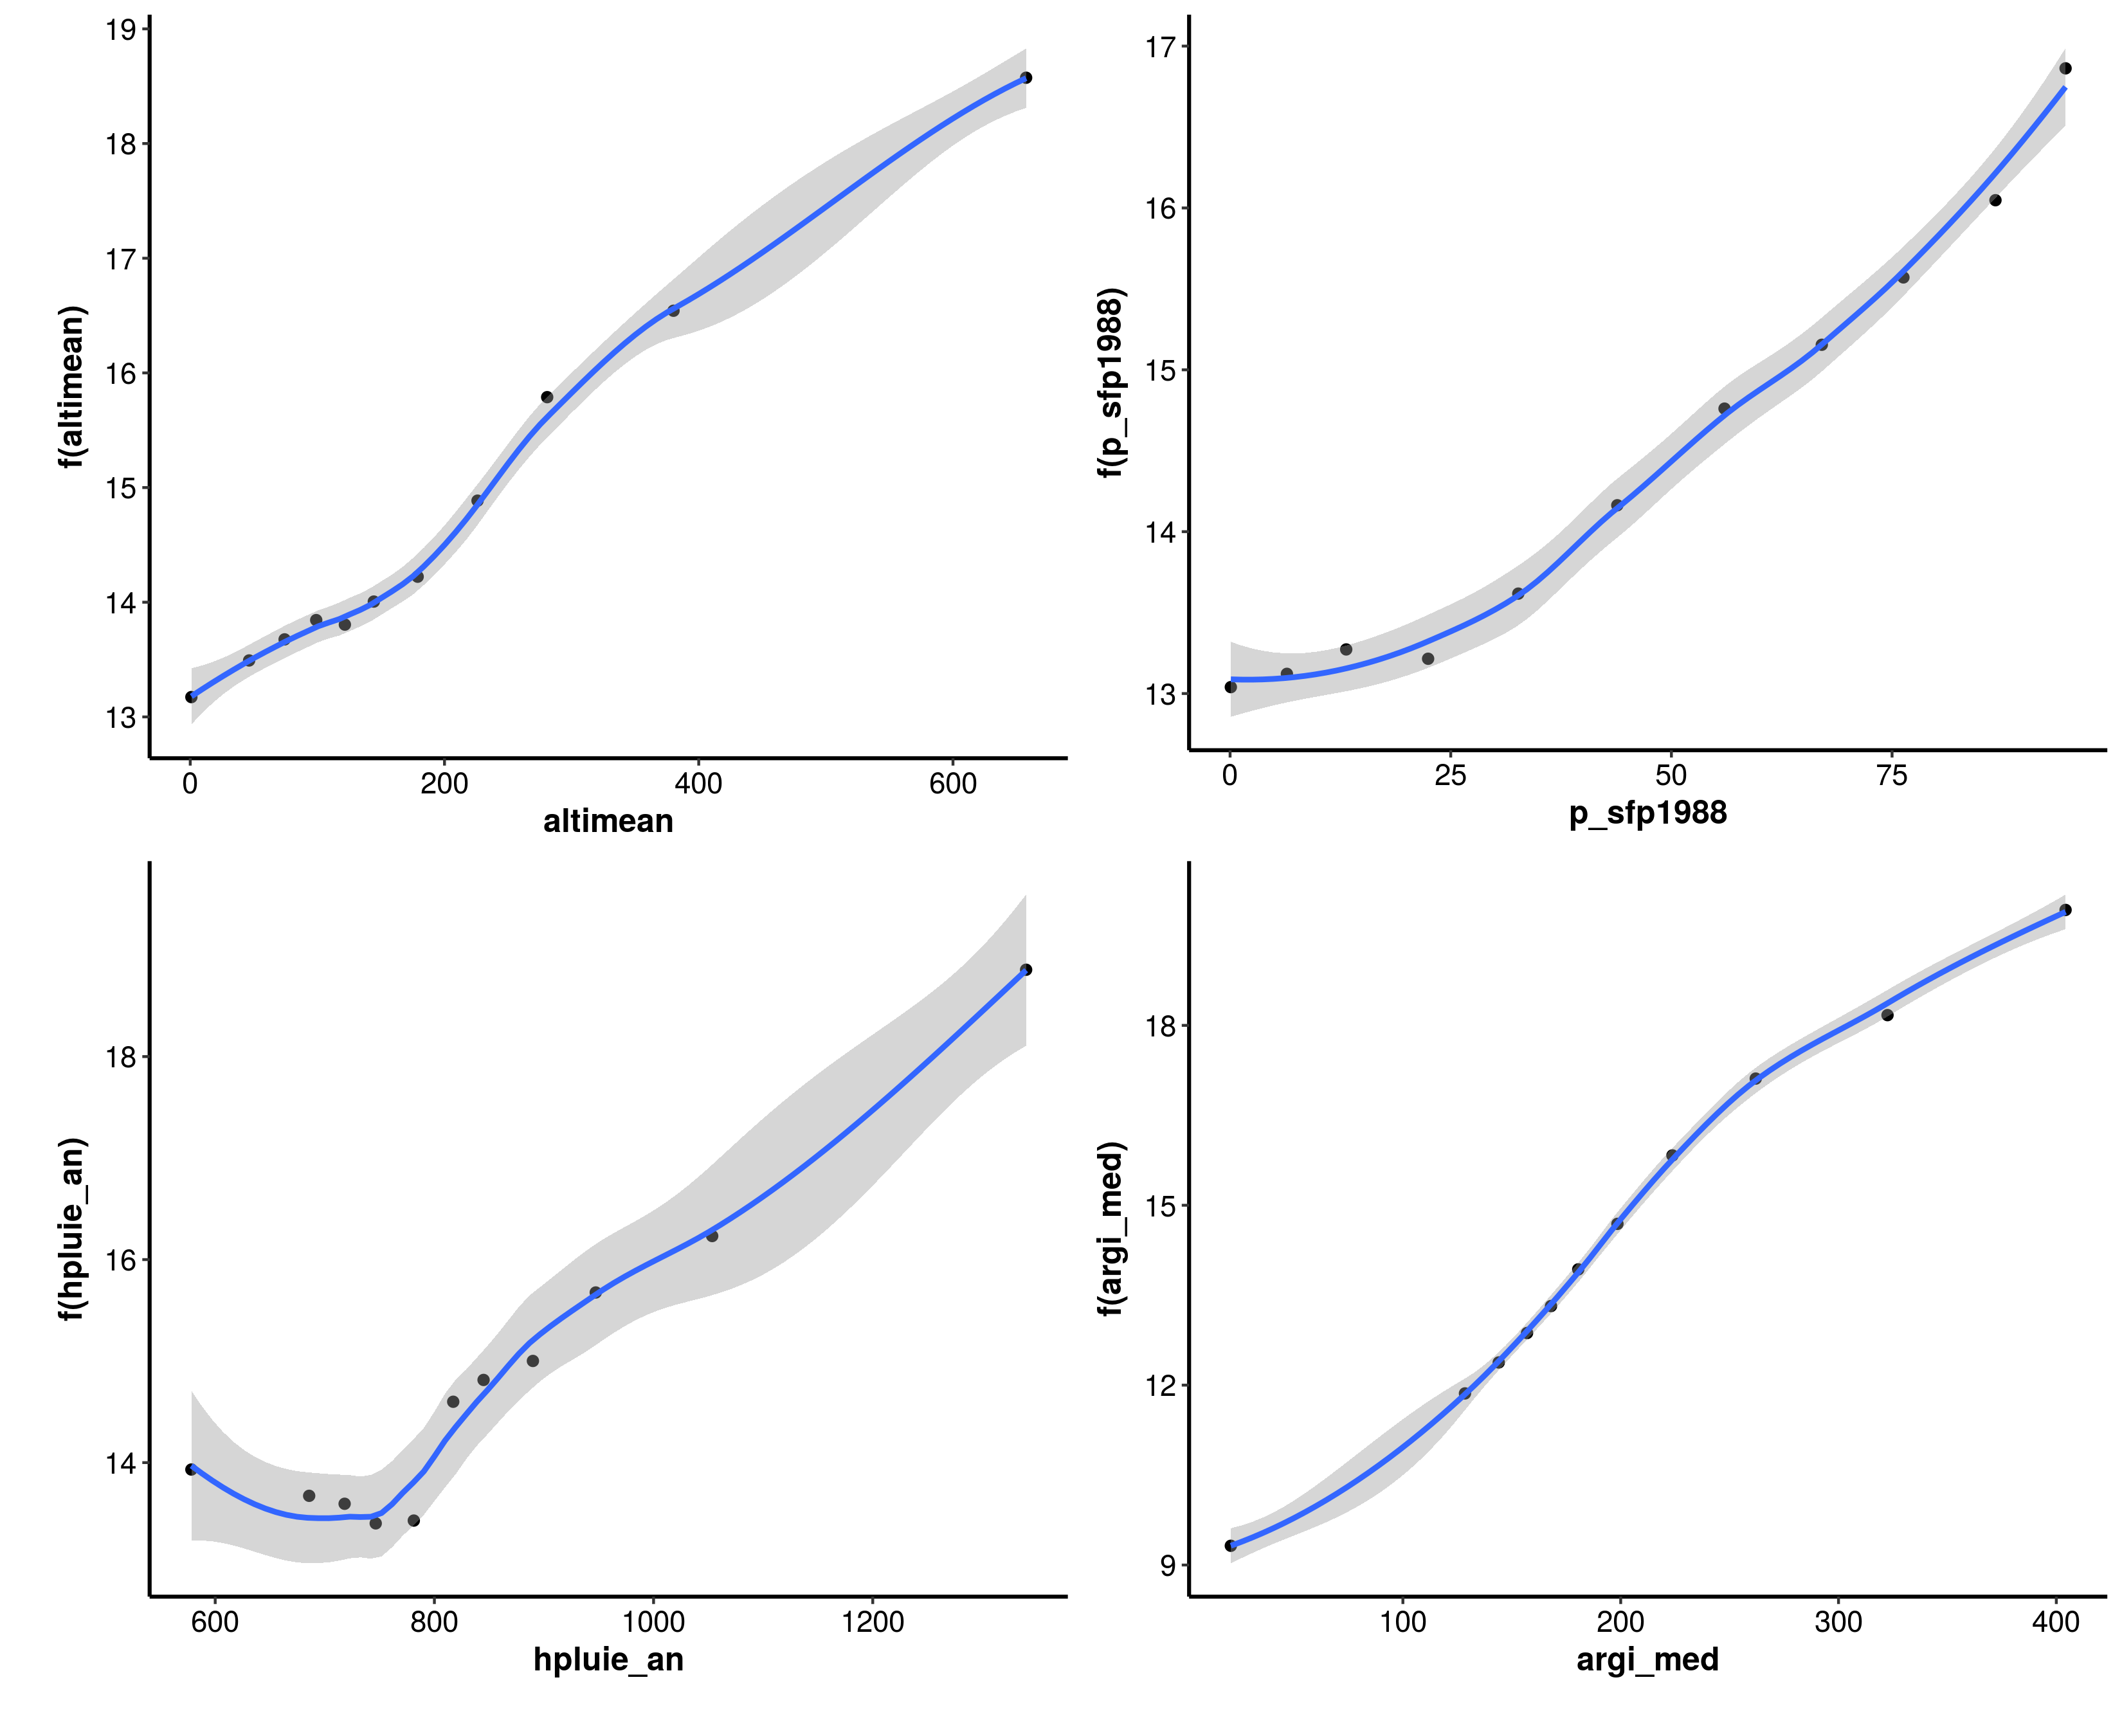 19
18
17
16
15
14
13
f(altimean)
0 200 400 600
altimean
17
16
15
14
13
f(p_sfp1988)
0 25 50 75
p_sfp1988
18
16
14
f(hpluie_an)
600 800 1000 1200
hpluie_an
18
15
12
9
f(argi_med)
100 200 300 400
argi_med